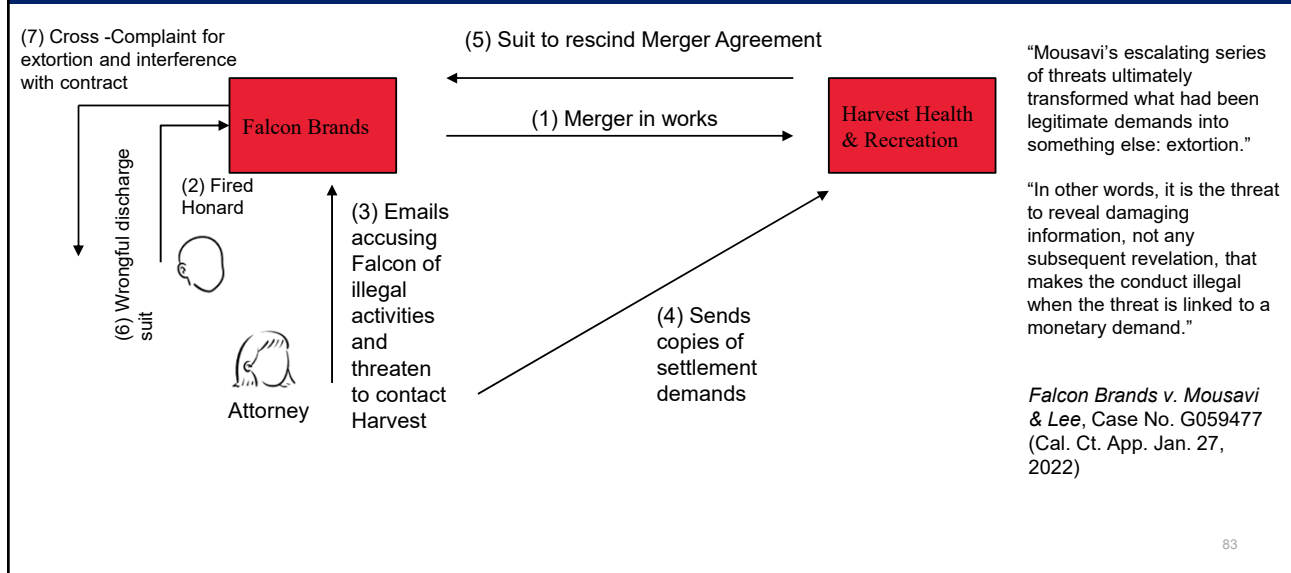 (7) Cross -Complaint for
extortion and interference
with contract
(5) Suit to rescind Merger Agreement
Falcon Brands
(1) Merger in works
Harvest Health
& Recreation
(2) Fired
Honard
(6) Wrongful discharge
suit
(3) Emails
accusing
Falcon of
illegal
activities
and
threaten
to contact
Harvest
(4) Sends
copies of
settlement
demands
Attorney
“Mousavi’s escalating series
of threats ultimately
transformed what had been
legitimate demands into
something else: extortion.”
“In other words, it is the threat
to reveal damaging
information, not any
subsequent revelation, that
makes the conduct illegal
when the threat is linked to a
monetary demand.”
Falcon Brands v. Mousavi
& Lee, Case No. G059477
(Cal. Ct. App. Jan. 27,
2022)
83